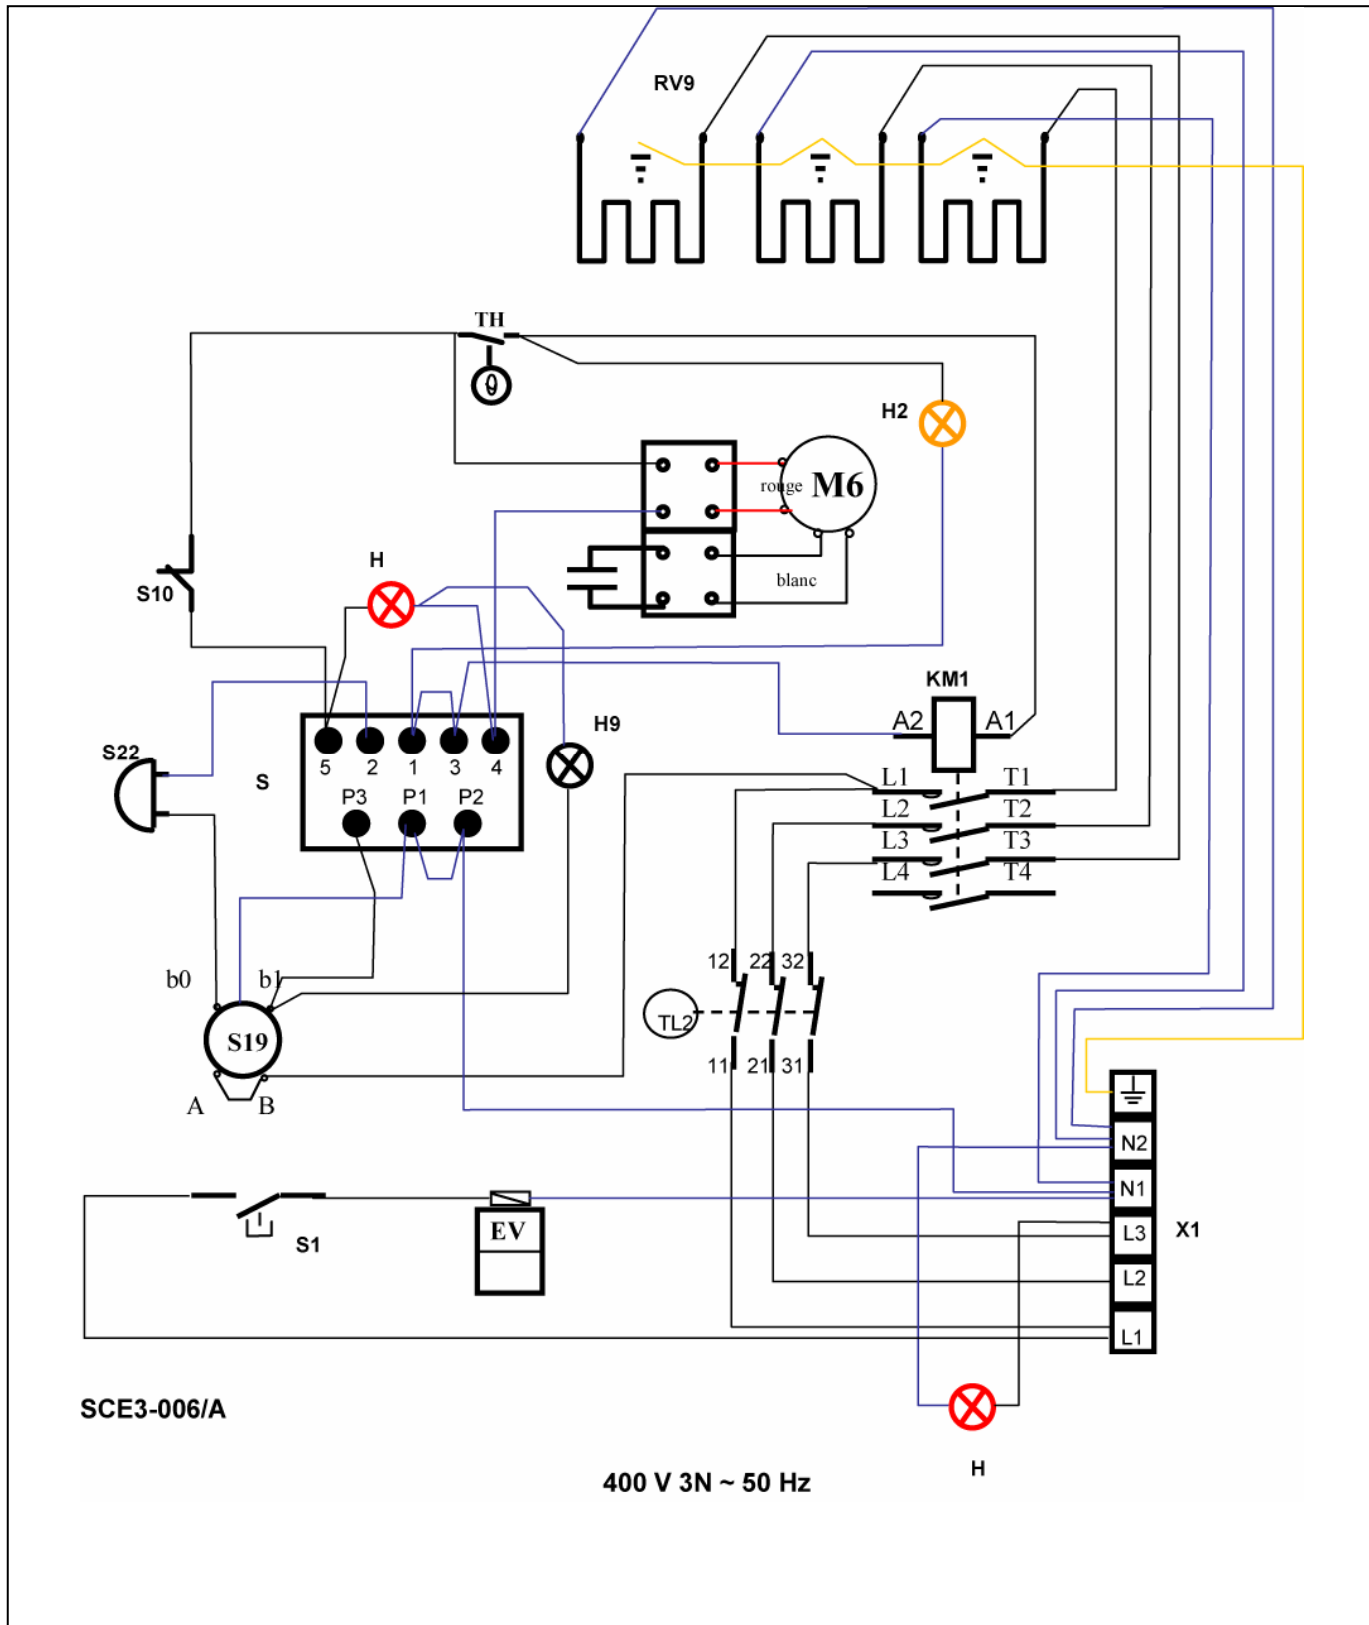 RV9
TH
H2
rouge M6
blanc
H
S10
KM1
A2 A1
H9
S22
S
5 2 1 3 4
P3 P1 P2
L1 T1
L2 T2
L3 T3
L4 T4
12 22 32
b0 b1
TL2
S19
11 21 31
A B
N2
N1
X1
L3
S1
EV
L2
L1
SCE3-006/A
H
400 V 3N ~ 50 Hz